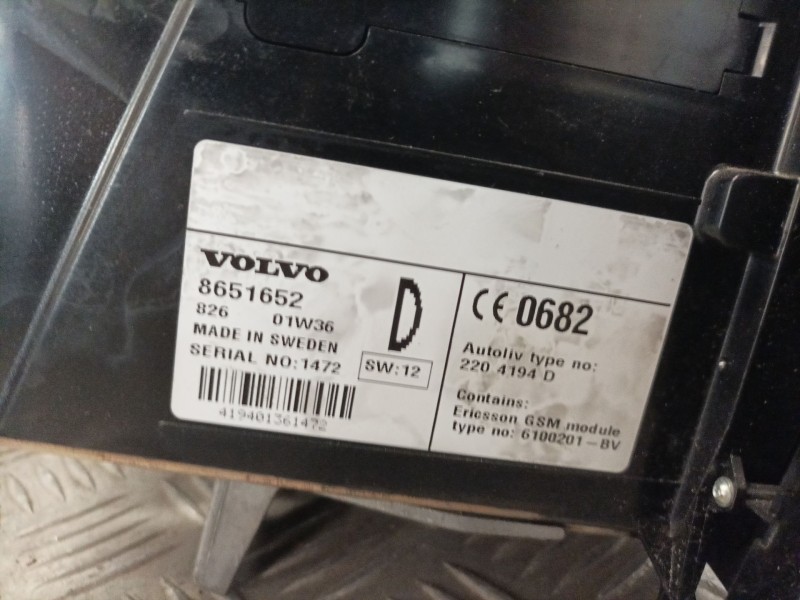 VOLVO
8651652
826 01W36
MADE IN SWEDEN
SERIAL NO:1472
419401361472
D
SW:12
CE 0682
Autoliv type no:
220 4194 D
Contains:
Ericsson GSM module
type no: 6100201-BV